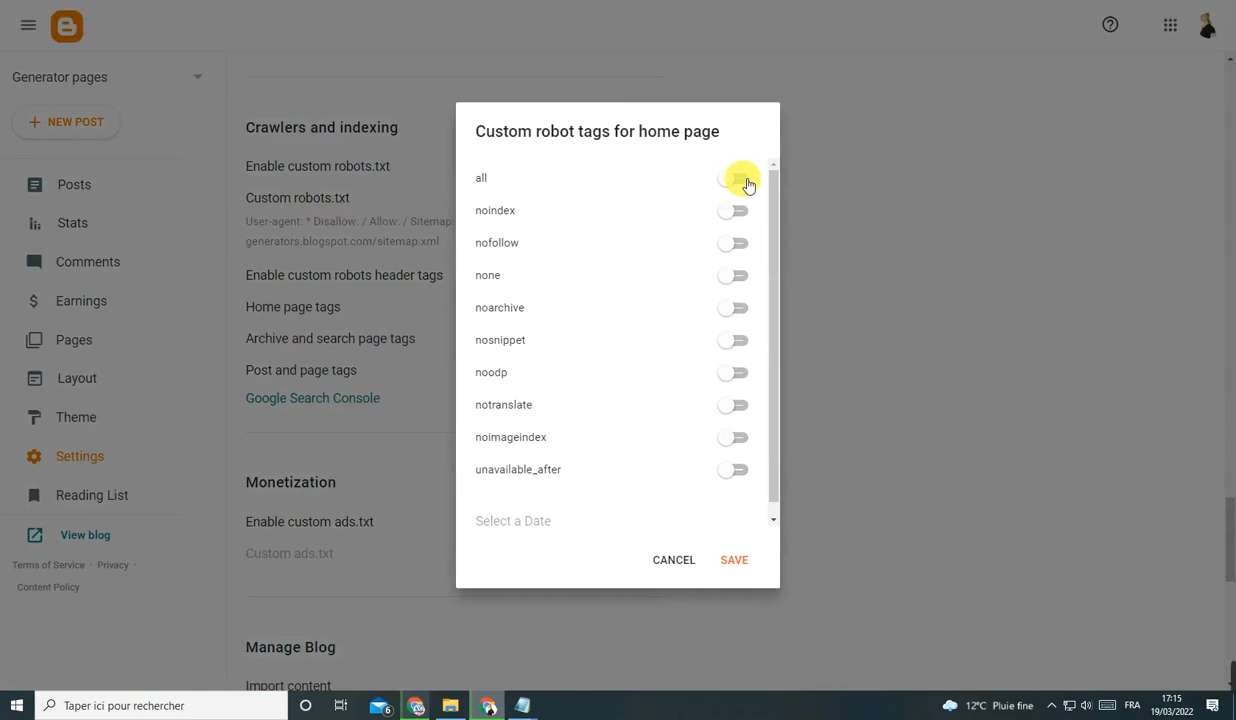 Generator pages
NEW POST
Posts
Stats
Comments
Earnings
Pages
Layout
Theme
Settings
Reading List
View blog
Terms of Service · Privacy ·
Content Policy
Crawlers and indexing
Enable custom robots.txt
Custom robots.txt
User-agent: * Disallow: / Allow: / Sitemap:
generators.blogspot.com/sitemap.xml
Enable custom robots header tags
Home page tags
Archive and search page tags
Post and page tags
Google Search Console
Monetization
Enable custom ads.txt
Custom ads.txt
Manage Blog
Import content
Custom robot tags for home page
all
noindex
nofollow
none
noarchive
nosnippet
noodp
notranslate
noimageindex
unavailable_after
Select a Date
CANCEL SAVE
Taper ici pour rechercher
6
12°C Pluie fine
FRA
17:15
19/03/2022